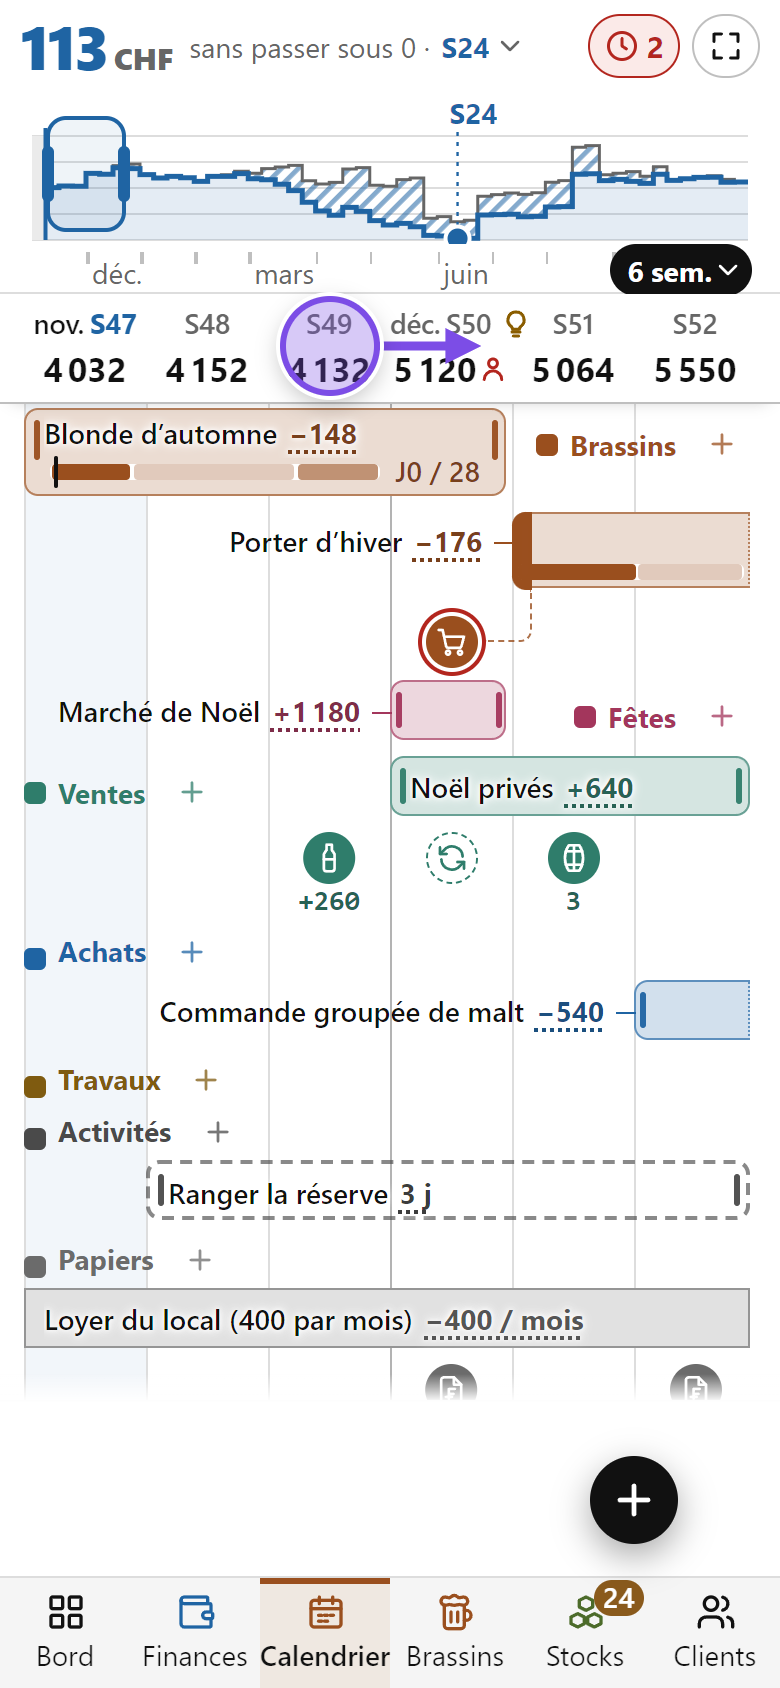 113 CHF sans passer sous 0 · S24
2
S24
déc. mars juin
6 sem.
nov. S47 S48 S49 déc. S50 S51 S52
4 032 4 152 4 132 5 120 5 064 5 550
Blonde d’automne −148
J0 / 28
Brassins
Porter d’hiver −176
Marché de Noël +1 180
Fêtes
Noël privés +640
Ventes
+260 3
Achats
Commande groupée de malt −540
Travaux
Activités
Ranger la réserve 3 j
Papiers
Loyer du local (400 par mois) −400 / mois
24
Bord Finances Calendrier Brassins Stocks Clients